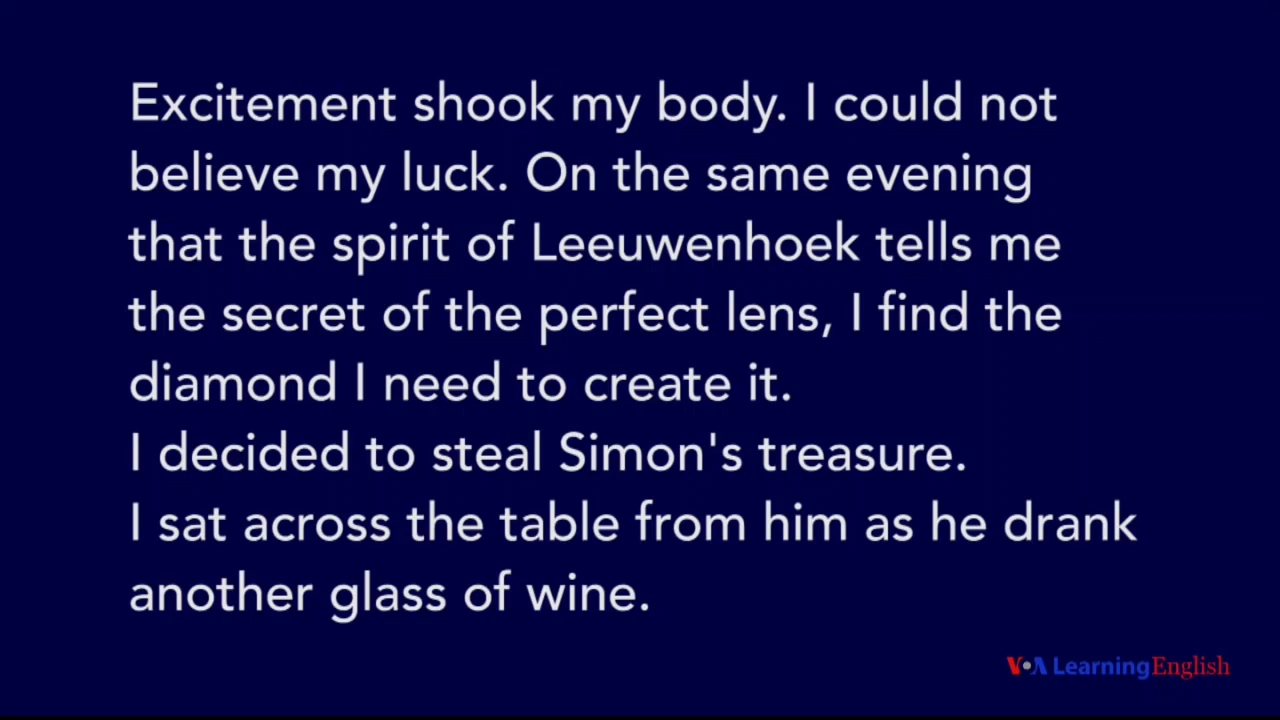 Excitement shook my body. I could not
believe my luck. On the same evening
that the spirit of Leeuwenhoek tells me
the secret of the perfect lens, I find the
diamond I need to create it.
I decided to steal Simon's treasure.
I sat across the table from him as he drank
another glass of wine.
VOA Learning English